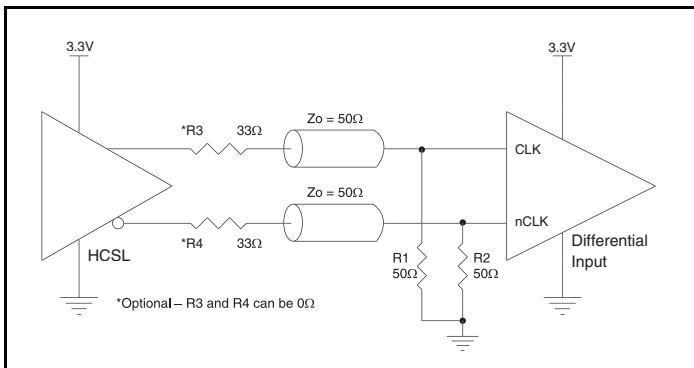 3.3V
3.3V
*R3 33Ω
Zo = 50Ω
CLK
Zo = 50Ω
nCLK
*R4 33Ω
HCSL
R1
50Ω
R2
50Ω
Differential
Input
*Optional – R3 and R4 can be 0Ω